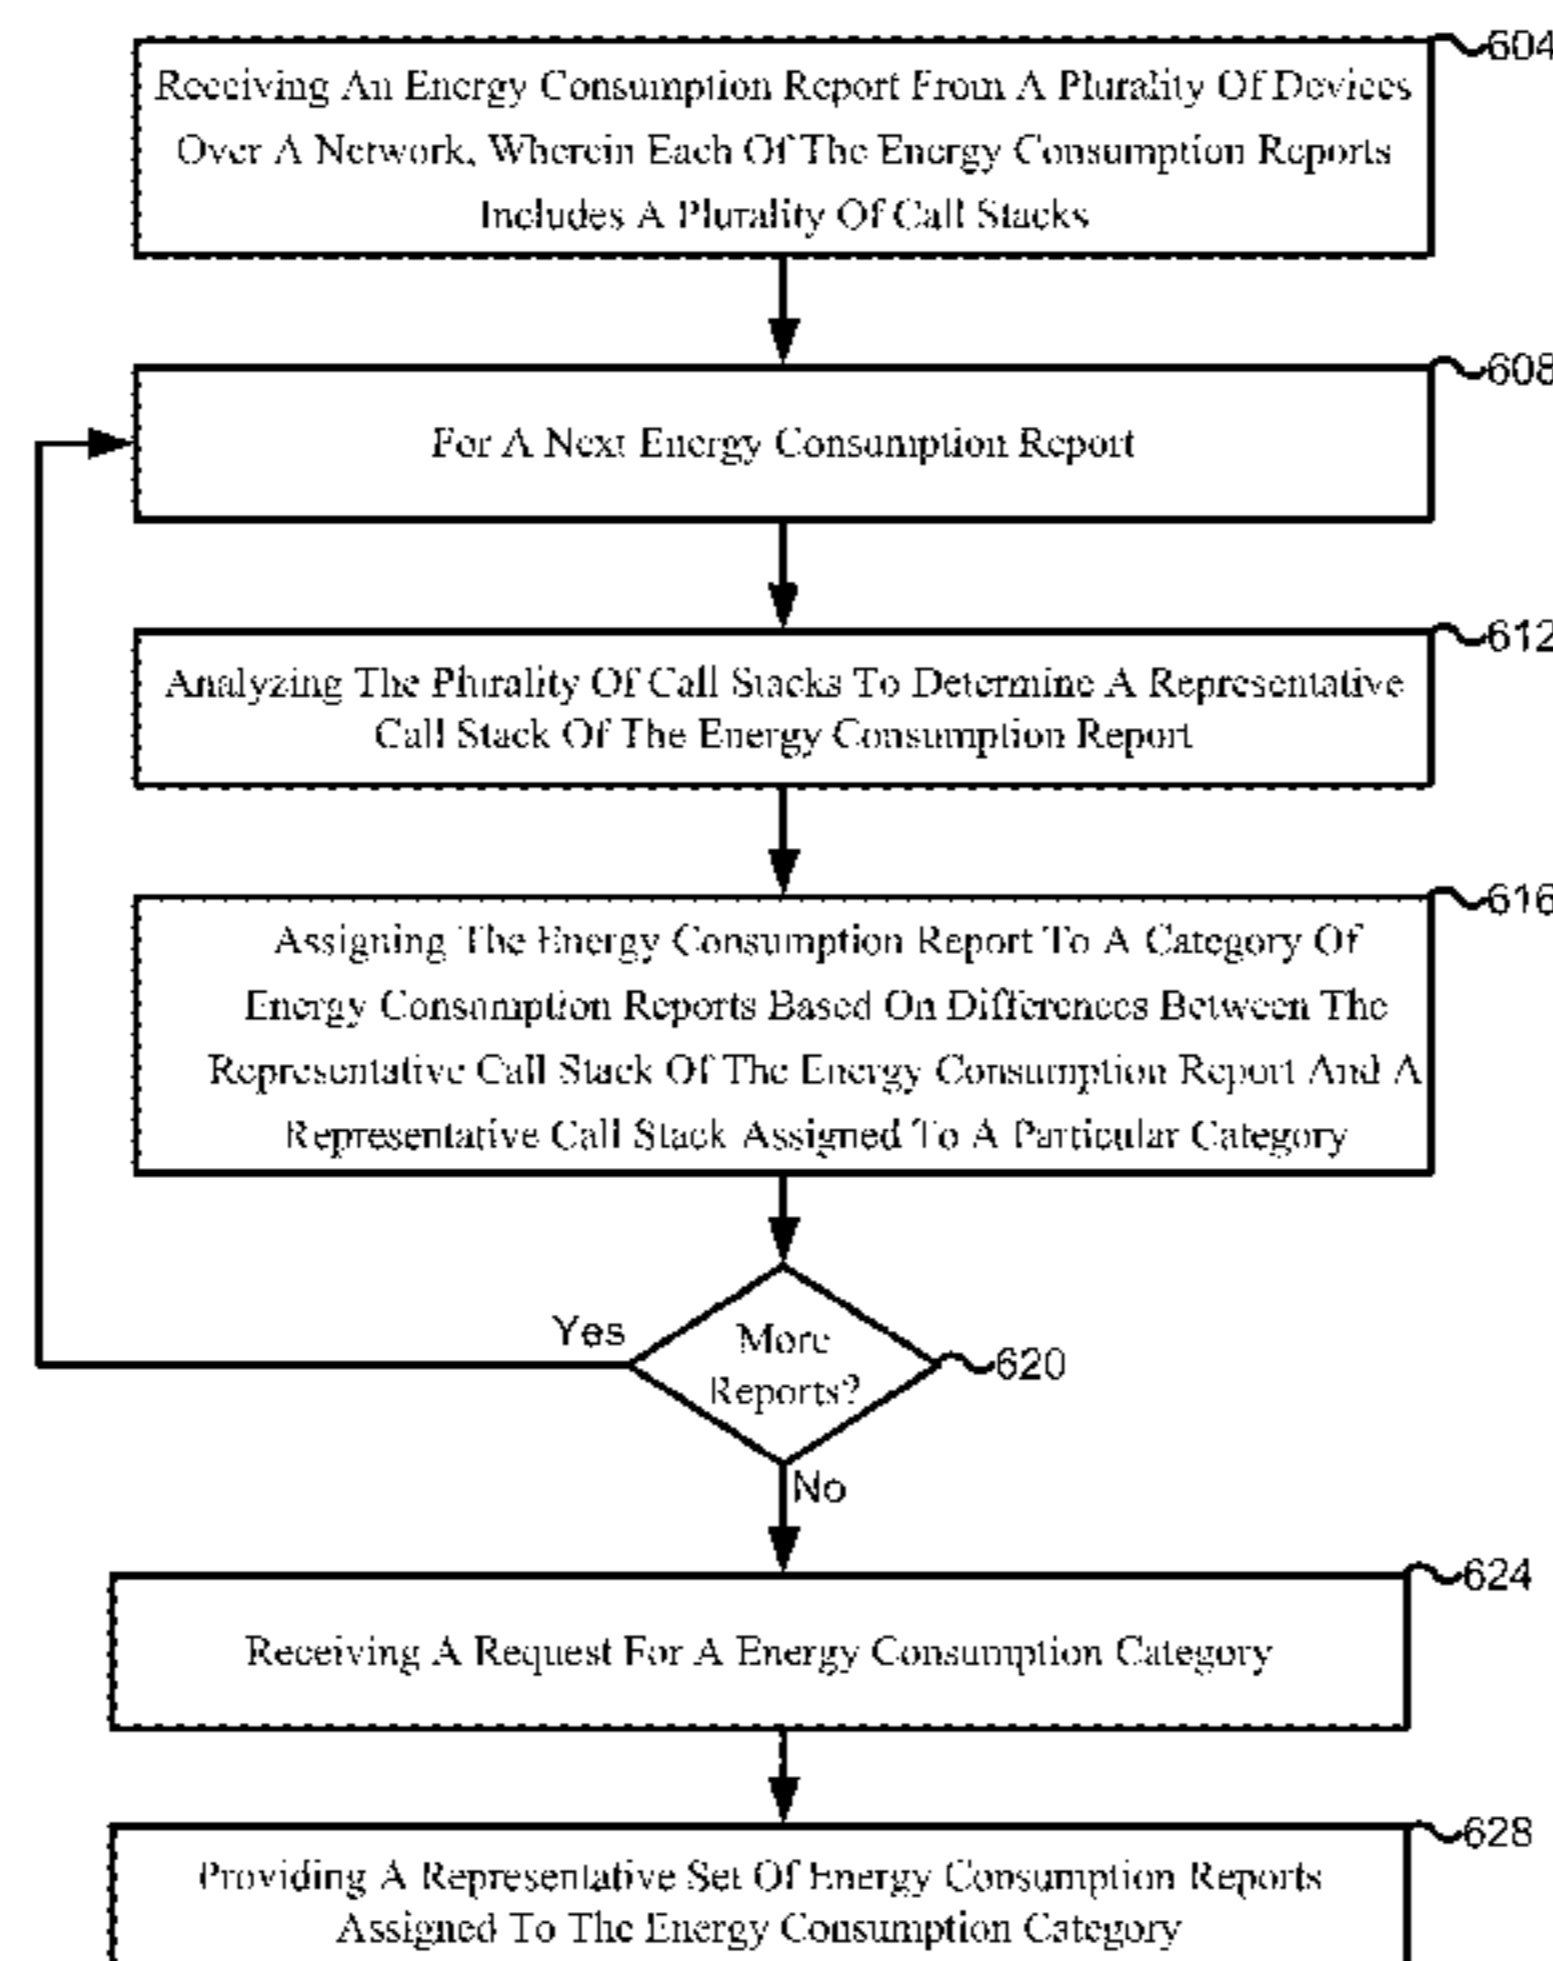 604
Receiving An Energy Consumption Report From A Plurality Of Devices
Over A Network, Wherein Each Of The Energy Consumption Reports
Includes A Plurality Of Call Stacks
608
For A Next Energy Consumption Report
612
Analyzing The Plurality Of Call Stacks To Determine A Representative
Call Stack Of The Energy Consumption Report
616
Assigning The Energy Consumption Report To A Category Of
Energy Consumption Reports Based On Differences Between The
Representative Call Stack Of The Energy Consumption Report And A
Representative Call Stack Assigned To A Particular Category
Yes
More
Reports?
620
No
624
Receiving A Request For A Energy Consumption Category
628
Providing A Representative Set Of Energy Consumption Reports
Assigned To The Energy Consumption Category